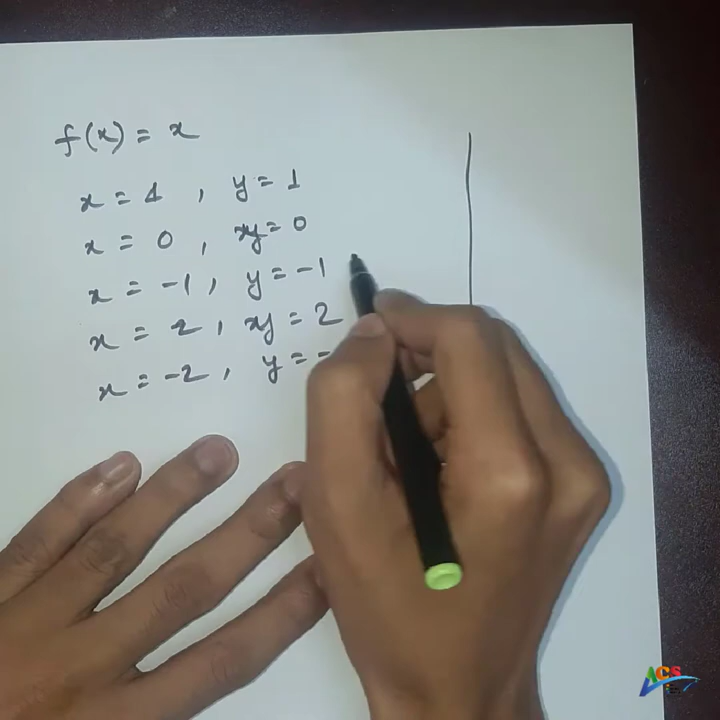 f(x) = x
x = 1 , y = 1
x = 0 , xy = 0
x = -1 , y = -1
x = 2 , xy = 2
x = -2 , y = -
ACS